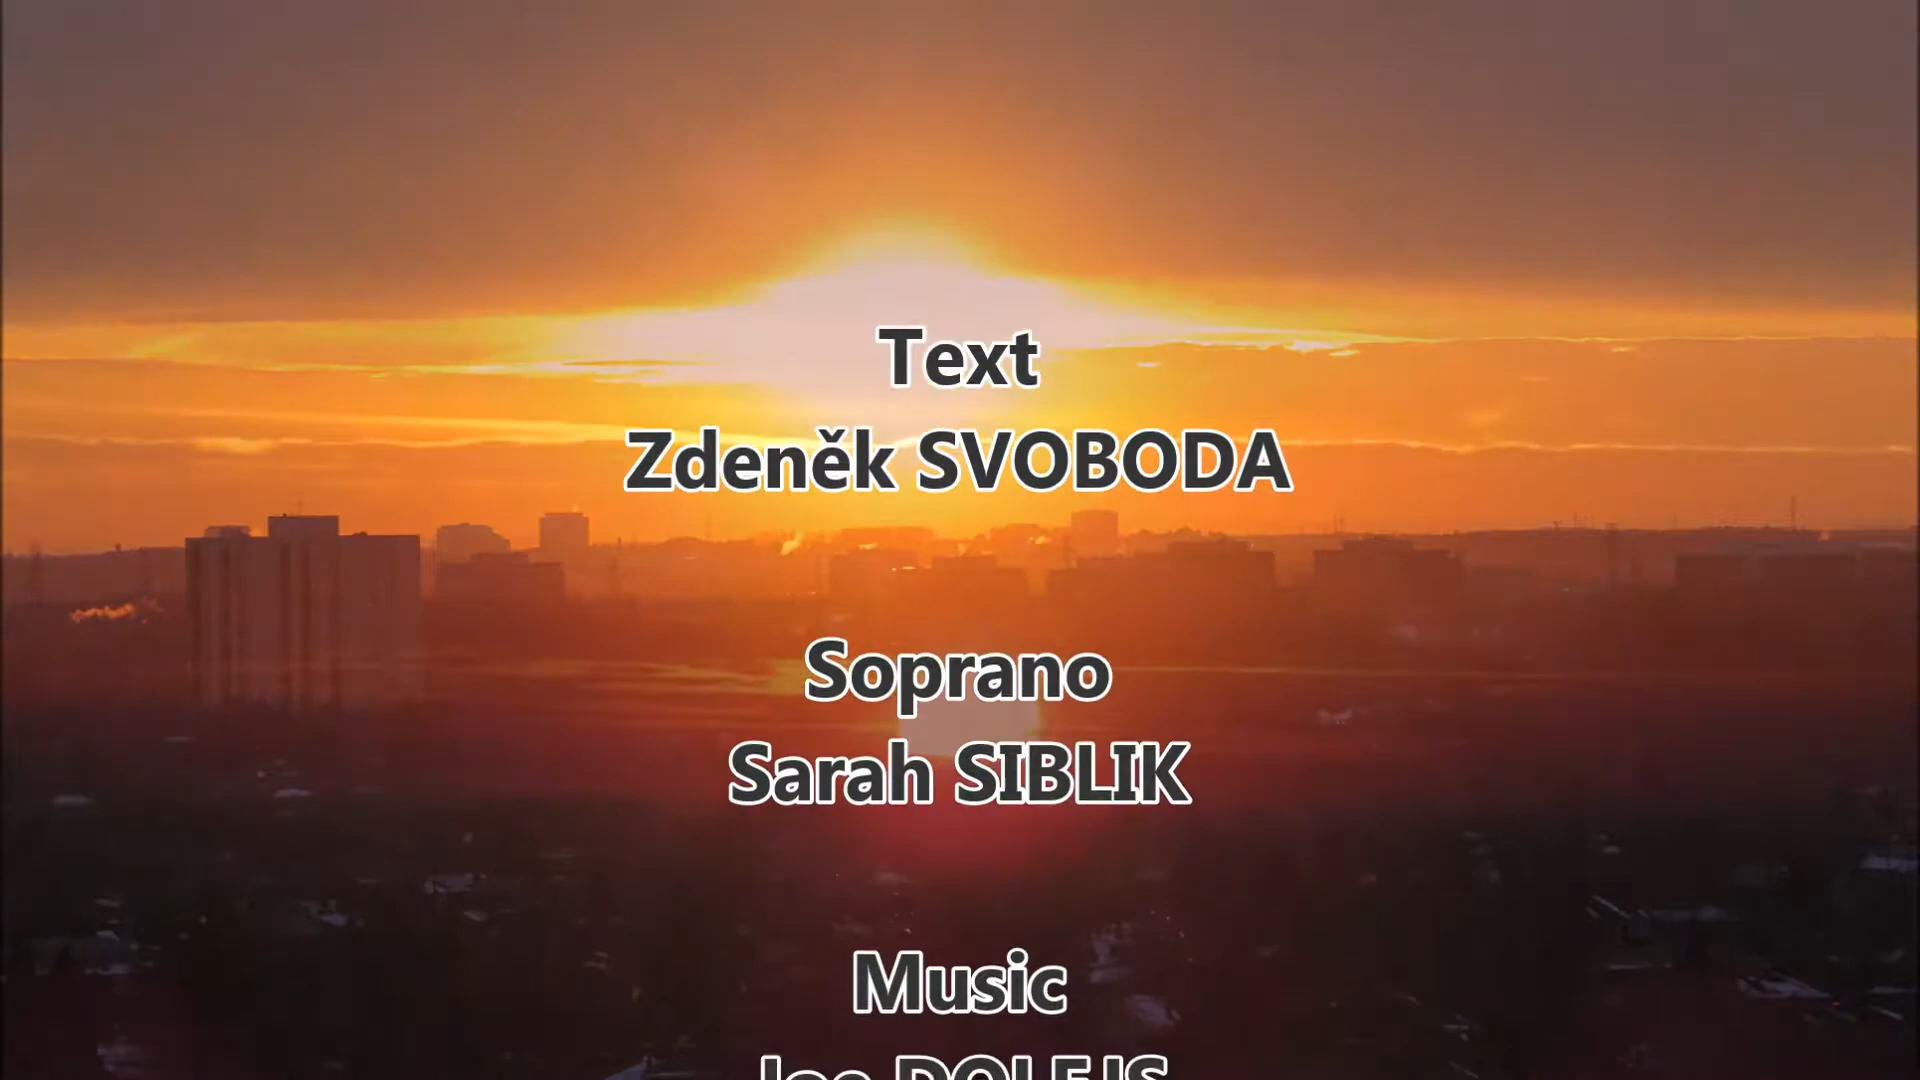 Text
Zdeněk SVOBODA
Soprano
Sarah SIBLIK
Music